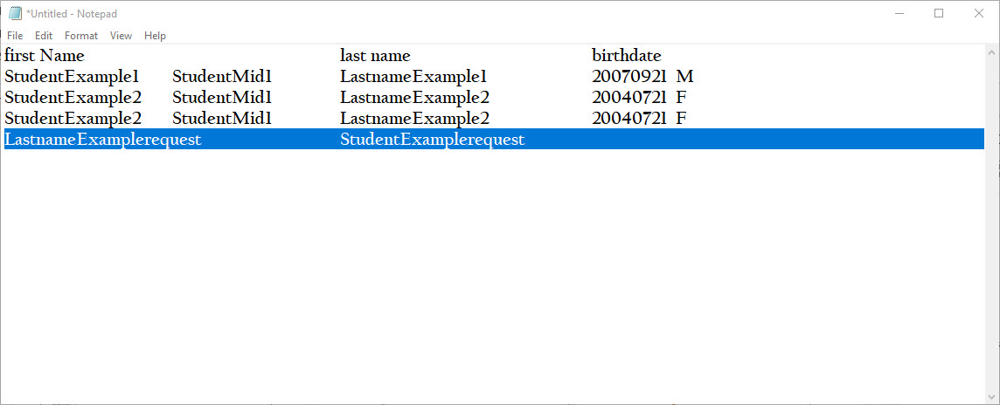 *Untitled - Notepad
File Edit Format View Help
first Name last name birthdate
StudentExample1 StudentMid1 LastnameExample1 20070921 M
StudentExample2 StudentMid1 LastnameExample2 20040721 F
StudentExample2 StudentMid1 LastnameExample2 20040721 F
LastnameExamplerequest StudentExamplerequest